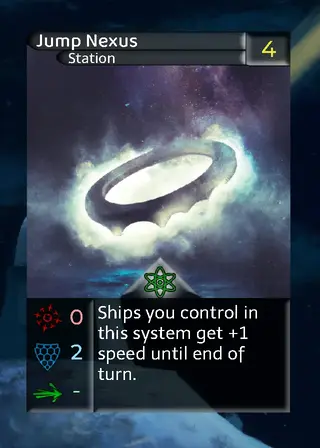 Jump Nexus
4
Station
0
2
-
Ships you control in
this system get +1
speed until end of
turn.